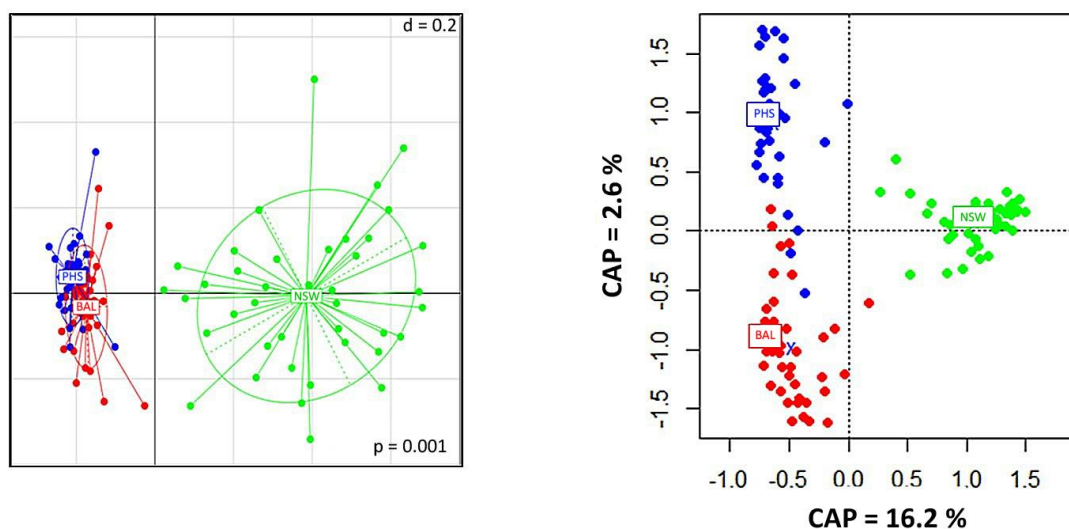 d = 0.2
PHS
BAL
NSW
p = 0.001
CAP = 2.6 %
1.5
1.0
0.5
0.0
-0.5
-1.0
-1.5
PHS
NSW
BAL
X
-1.0 -0.5 0.0 0.5 1.0 1.5
CAP = 16.2 %